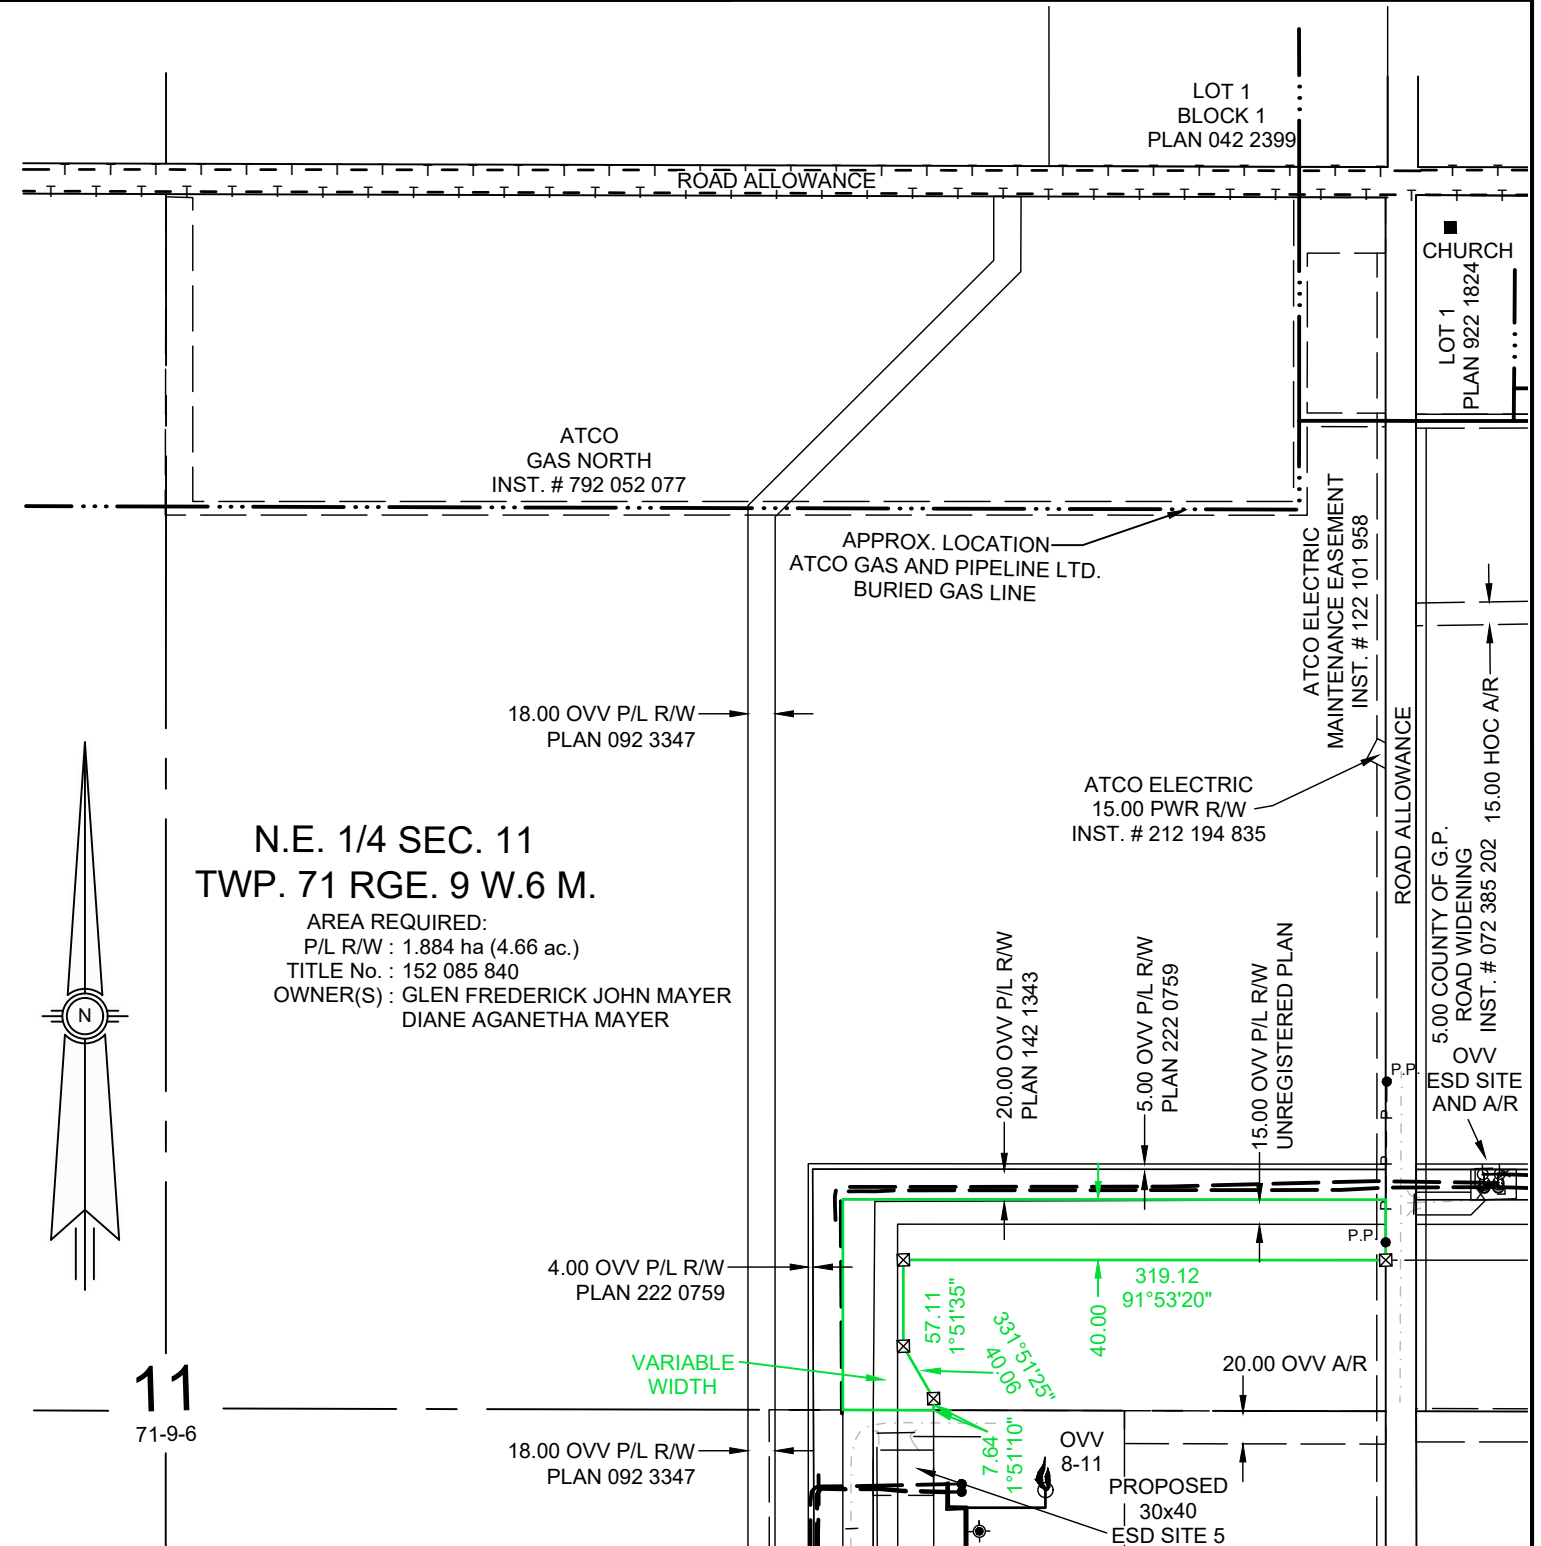 LOT 1
BLOCK 1
PLAN 042 2399
ROAD ALLOWANCE
CHURCH
LOT 1
PLAN 922 1824
ATCO
GAS NORTH
INST. # 792 052 077
APPROX. LOCATION
ATCO GAS AND PIPELINE LTD.
BURIED GAS LINE
ATCO ELECTRIC
MAINTENANCE EASEMENT
INST. # 122 101 958
18.00 OVV P/L R/W
PLAN 092 3347
ATCO ELECTRIC
15.00 PWR R/W
INST. # 212 194 835
ROAD ALLOWANCE
15.00 HOC A/R
5.00 COUNTY OF G.P.
ROAD WIDENING
INST. # 072 385 202
N.E. 1/4 SEC. 11
TWP. 71 RGE. 9 W.6 M.
AREA REQUIRED:
P/L R/W : 1.884 ha (4.66 ac.)
TITLE No. : 152 085 840
OWNER(S) : GLEN FREDERICK JOHN MAYER
DIANE AGANETHA MAYER
N
20.00 OVV P/L R/W
PLAN 142 1343
5.00 OVV P/L R/W
PLAN 222 0759
15.00 OVV P/L R/W
UNREGISTERED PLAN
OVV
ESD SITE
AND A/R
P.P.
P
P
P
P.P.
4.00 OVV P/L R/W
PLAN 222 0759
319.12
91°53'20"
40.00
57.11
1°51'35"
331°51'25"
40.06
VARIABLE
WIDTH
20.00 OVV A/R
11
71-9-6
18.00 OVV P/L R/W
PLAN 092 3347
7.64
1°51'10"
OVV
8-11
PROPOSED
30x40
ESD SITE 5